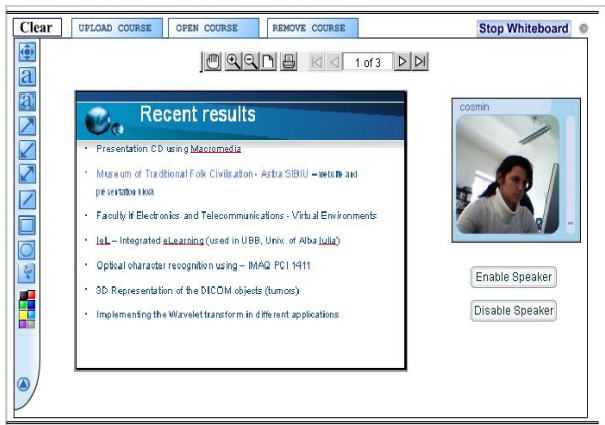 Clear
UPLOAD COURSE
OPEN COURSE
REMOVE COURSE
Stop Whiteboard
1 of 3
a
a
Recent results
Presentation CD using Macromedia
Museum of Traditional Folk Civilisation - Astra SIBIU – website and
presentation kiosk
Faculty if Electronics and Telecommunications - Virtual Environments
IeL – Integrated eLearning (used in UBB, Univ. of Alba Iulia)
Optical character recognition using – IMAQ PCI 1411
3D Representation of the DICOM objects (tumors)
Implementing the Wavelet transform in different applications
cosmin
Enable Speaker
Disable Speaker